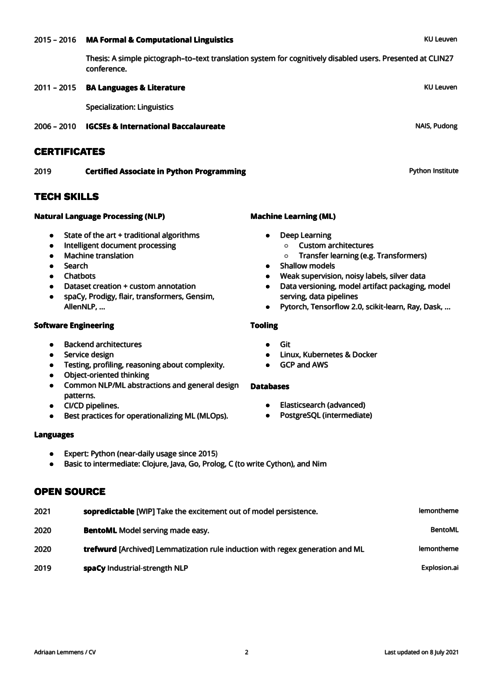 2015 – 2016 MA Formal & Computational Linguistics KU Leuven
Thesis: A simple pictograph–to–text translation system for cognitively disabled users. Presented at CLIN27
conference.
2011 – 2015 BA Languages & Literature KU Leuven
Specialization: Linguistics
2006 – 2010 IGCSEs & International Baccalaureate NAIS, Pudong
CERTIFICATES
2019 Certified Associate in Python Programming Python Institute
TECH SKILLS
Natural Language Processing (NLP)
● State of the art + traditional algorithms
● Intelligent document processing
● Machine translation
● Search
● Chatbots
● Dataset creation + custom annotation
● spaCy, Prodigy, flair, transformers, Gensim,
AllenNLP, ...
Machine Learning (ML)
● Deep Learning
○ Custom architectures
○ Transfer learning (e.g. Transformers)
● Shallow models
● Weak supervision, noisy labels, silver data
● Data versioning, model artifact packaging, model
serving, data pipelines
● Pytorch, Tensorflow 2.0, scikit-learn, Ray, Dask, ...
Software Engineering
● Backend architectures
● Service design
● Testing, profiling, reasoning about complexity.
● Object-oriented thinking
● Common NLP/ML abstractions and general design
patterns.
● CI/CD pipelines.
● Best practices for operationalizing ML (MLOps).
Tooling
● Git
● Linux, Kubernetes & Docker
● GCP and AWS
Databases
● Elasticsearch (advanced)
● PostgreSQL (intermediate)
Languages
● Expert: Python (near-daily usage since 2015)
● Basic to intermediate: Clojure, Java, Go, Prolog, C (to write Cython), and Nim
OPEN SOURCE
2021 sopredictable [WIP] Take the excitement out of model persistence. lemontheme
2020 BentoML Model serving made easy. BentoML
2020 trefwurd [Archived] Lemmatization rule induction with regex generation and ML lemontheme
2019 spaCy Industrial-strength NLP Explosion.ai
Adriaan Lemmens / CV 2 Last updated on 8 July 2021